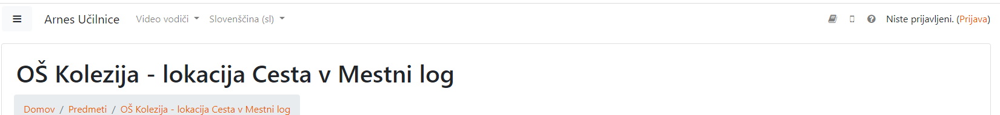 Arnes Učilnice Video vodiči Slovenščina (sl) Niste prijavljeni. (Prijava)
OŠ Kolezija - lokacija Cesta v Mestni log
Domov / Predmeti / OŠ Kolezija - lokacija Cesta v Mestni log